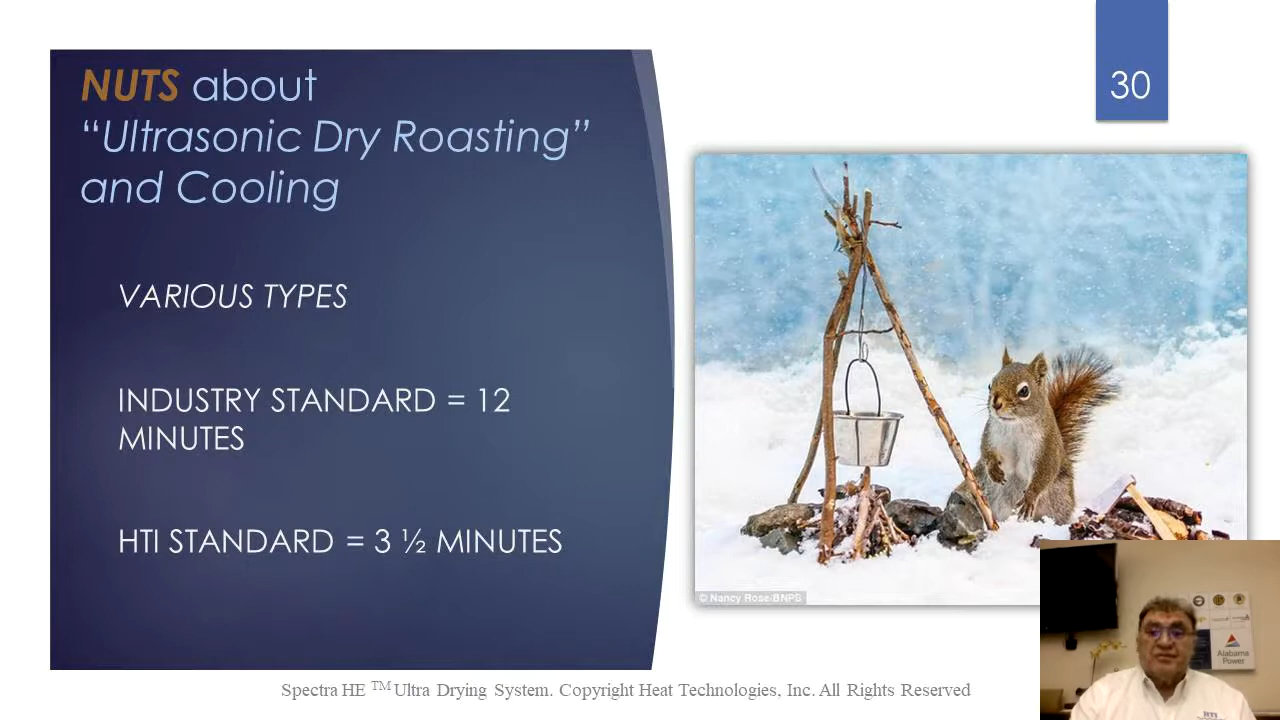 NUTS about
“Ultrasonic Dry Roasting”
and Cooling
30
VARIOUS TYPES
INDUSTRY STANDARD = 12
MINUTES
HTI STANDARD = 3 ½ MINUTES
© Nancy Rose/BNPS
Alabama
Power
HTI
Spectra HE ™ Ultra Drying System. Copyright Heat Technologies, Inc. All Rights Reserved